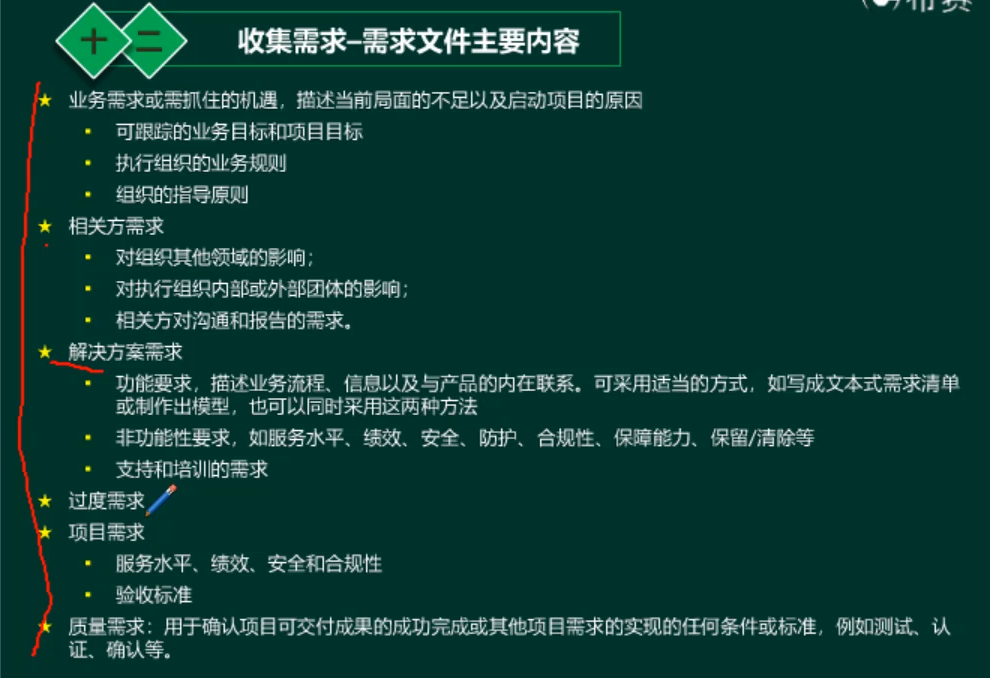 十二
收集需求–需求文件主要内容
业务需求或需抓住的机遇，描述当前局面的不足以及启动项目的原因
可跟踪的业务目标和项目目标
执行组织的业务规则
组织的指导原则
相关方需求
对组织其他领域的影响；
对执行组织内部或外部团体的影响；
相关方对沟通和报告的需求。
解决方案需求
功能要求，描述业务流程、信息以及与产品的内在联系。可采用适当的方式，如写成文本式需求清单
或制作出模型，也可以同时采用这两种方法
非功能性要求，如服务水平、绩效、安全、防护、合规性、保障能力、保留/清除等
支持和培训的需求
过度需求
项目需求
服务水平、绩效、安全和合规性
验收标准
质量需求：用于确认项目可交付成果的成功完成或其他项目需求的实现的任何条件或标准，例如测试、认
证、确认等。